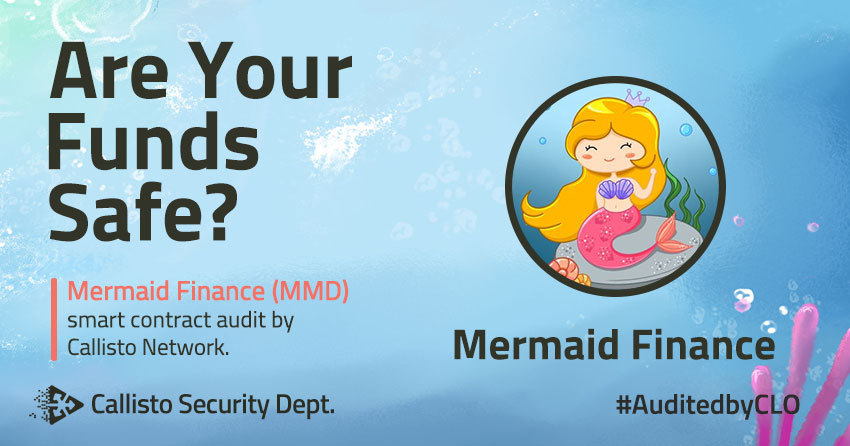 Are Your
Funds
Safe?
Mermaid Finance (MMD)
smart contract audit by
Callisto Network.
Callisto Security Dept.
Mermaid Finance
#AuditedbyCLO